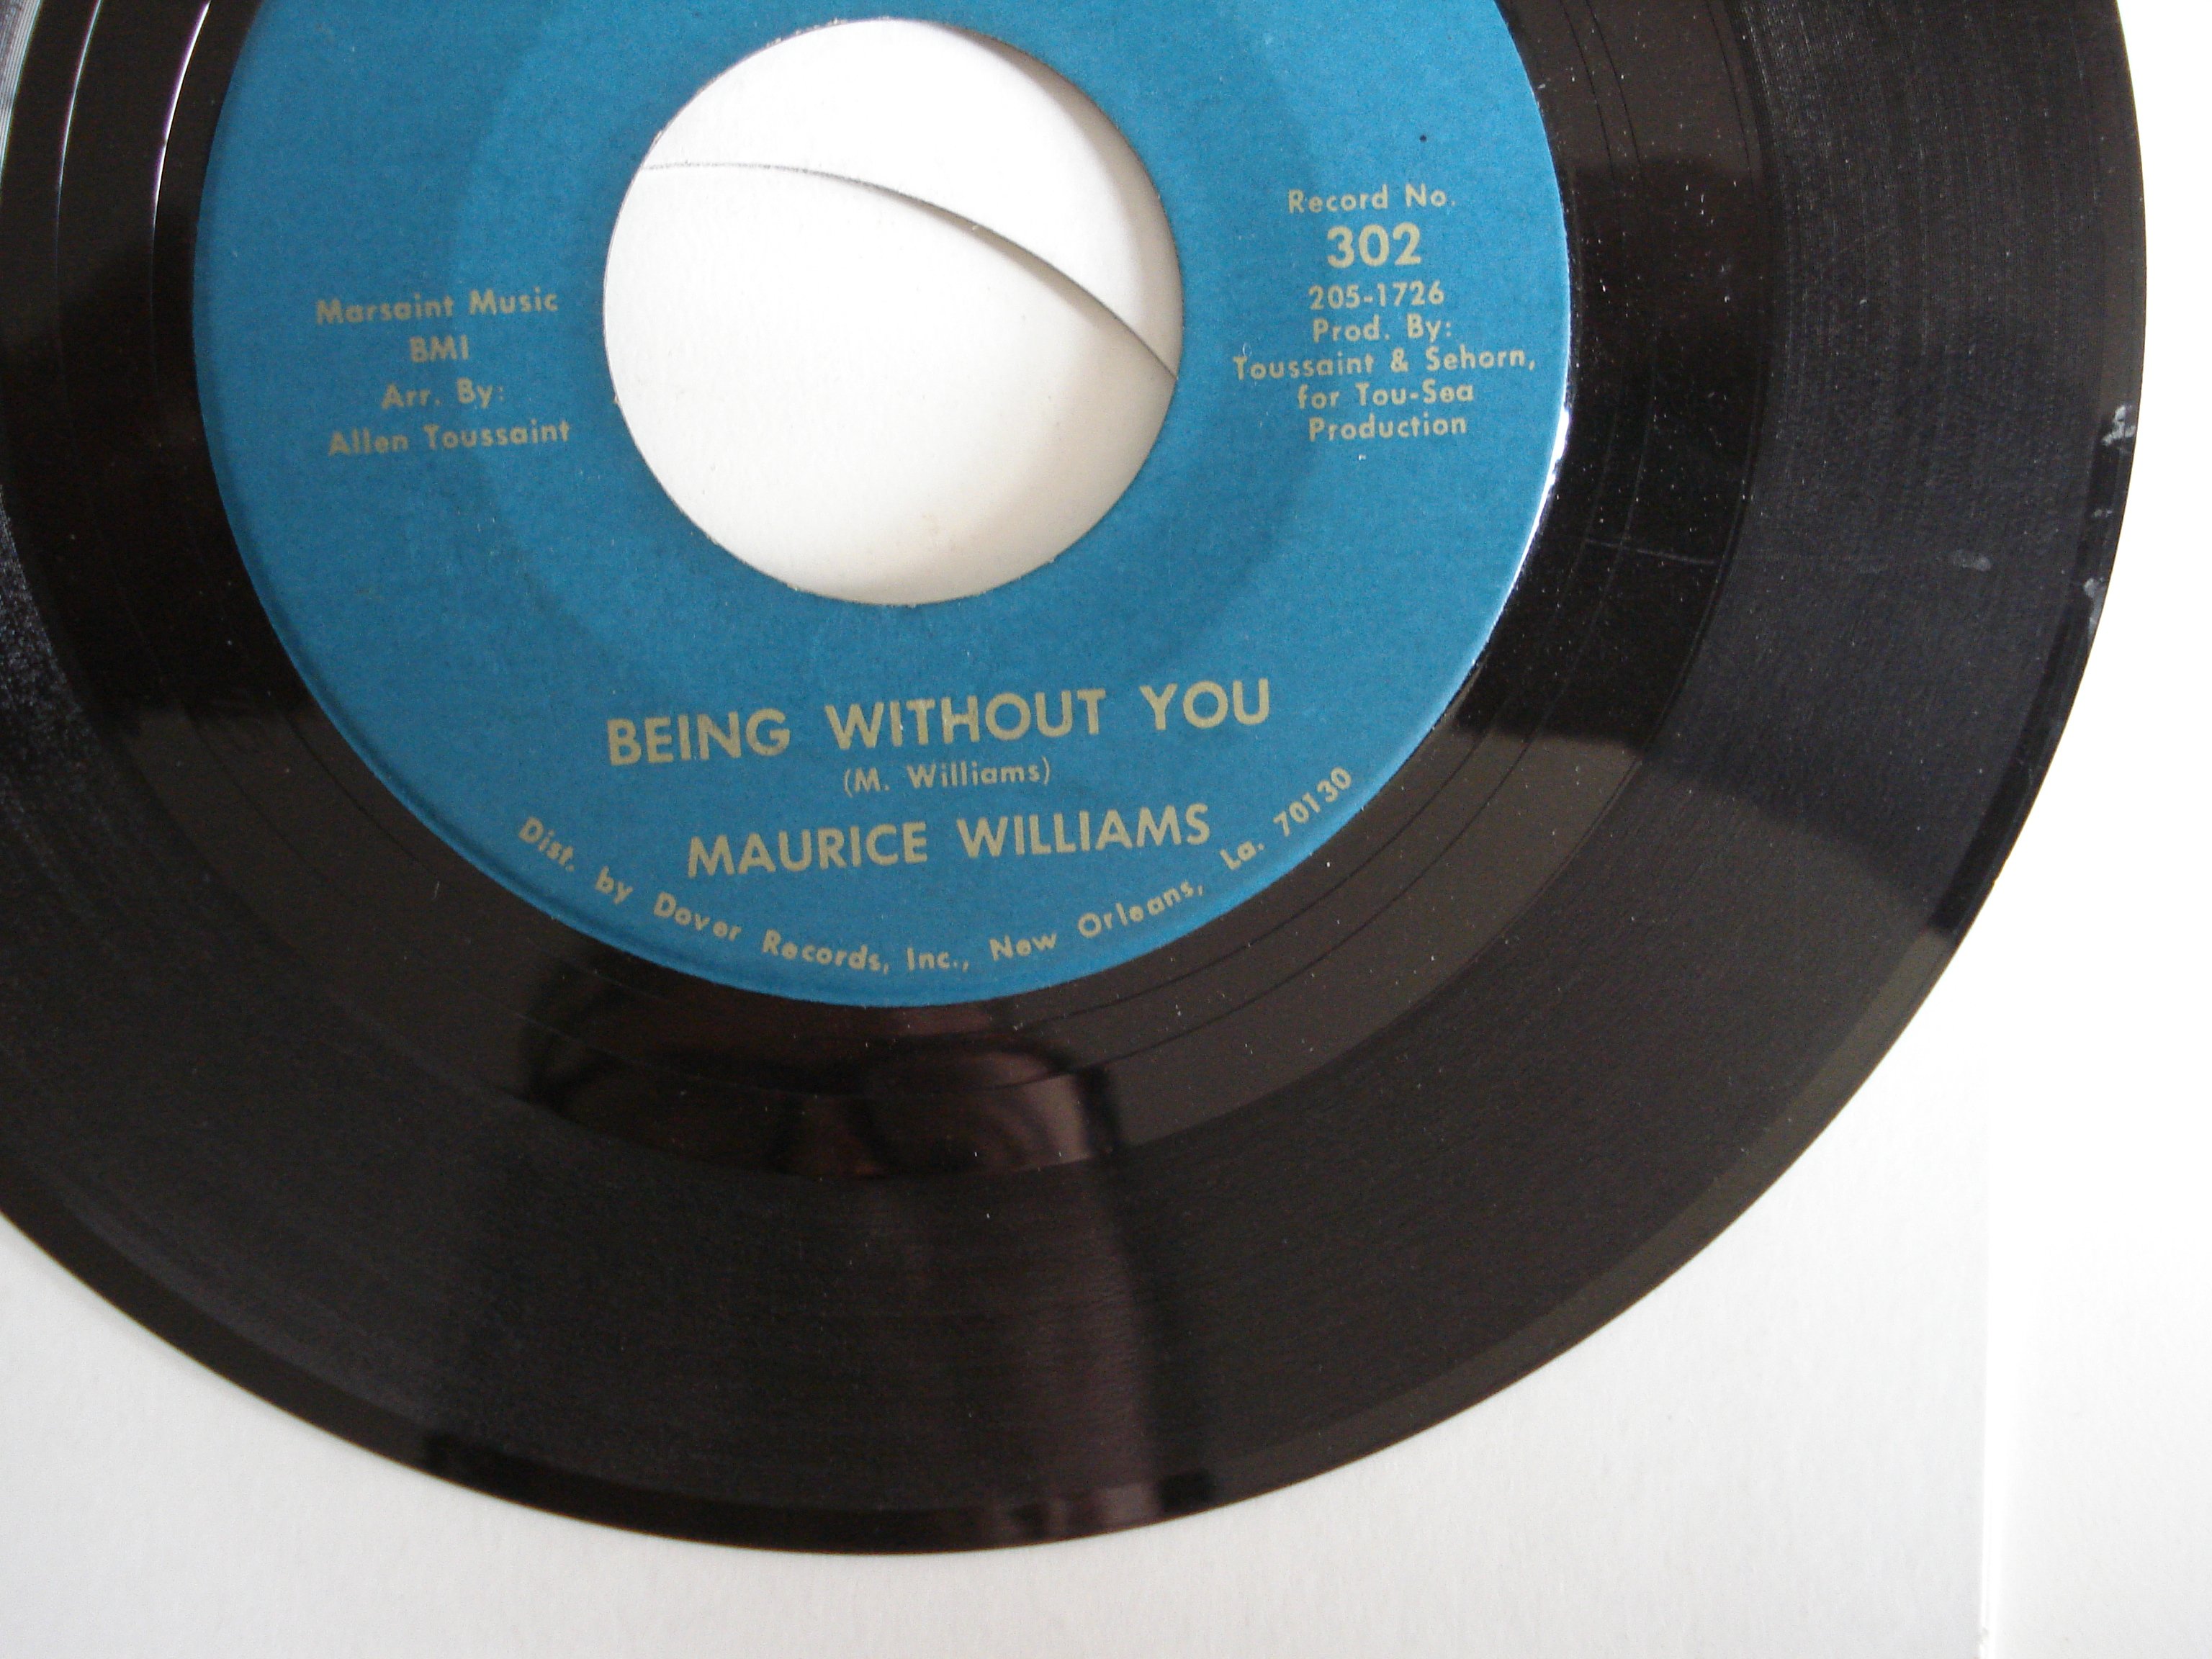 Marsaint Music
BMI
Arr. By:
Allen Toussaint
Record No.
302
205-1726
Prod. By:
Toussaint & Sehorn,
for Tou-Sea
Production
BEING WITHOUT YOU
(M. Williams)
MAURICE WILLIAMS
Dist. by Dover Records, Inc., New Orleans, La. 70130